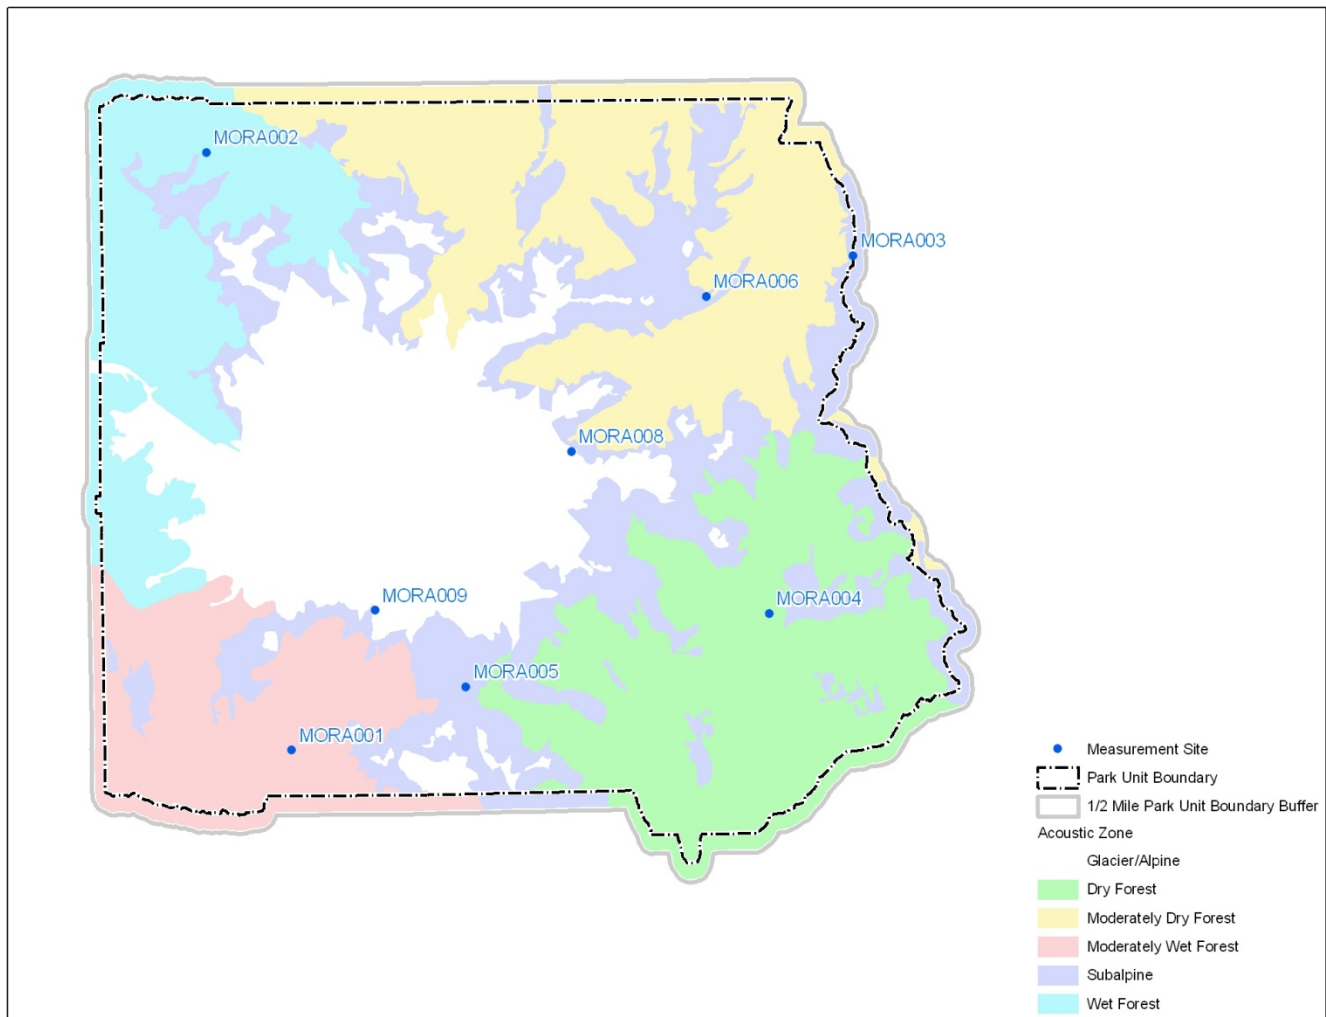 MORA002
MORA003
MORA006
MORA008
MORA009
MORA004
MORA005
MORA001
Measurement Site
Park Unit Boundary
1/2 Mile Park Unit Boundary Buffer
Acoustic Zone
Glacier/Alpine
Dry Forest
Moderately Dry Forest
Moderately Wet Forest
Subalpine
Wet Forest